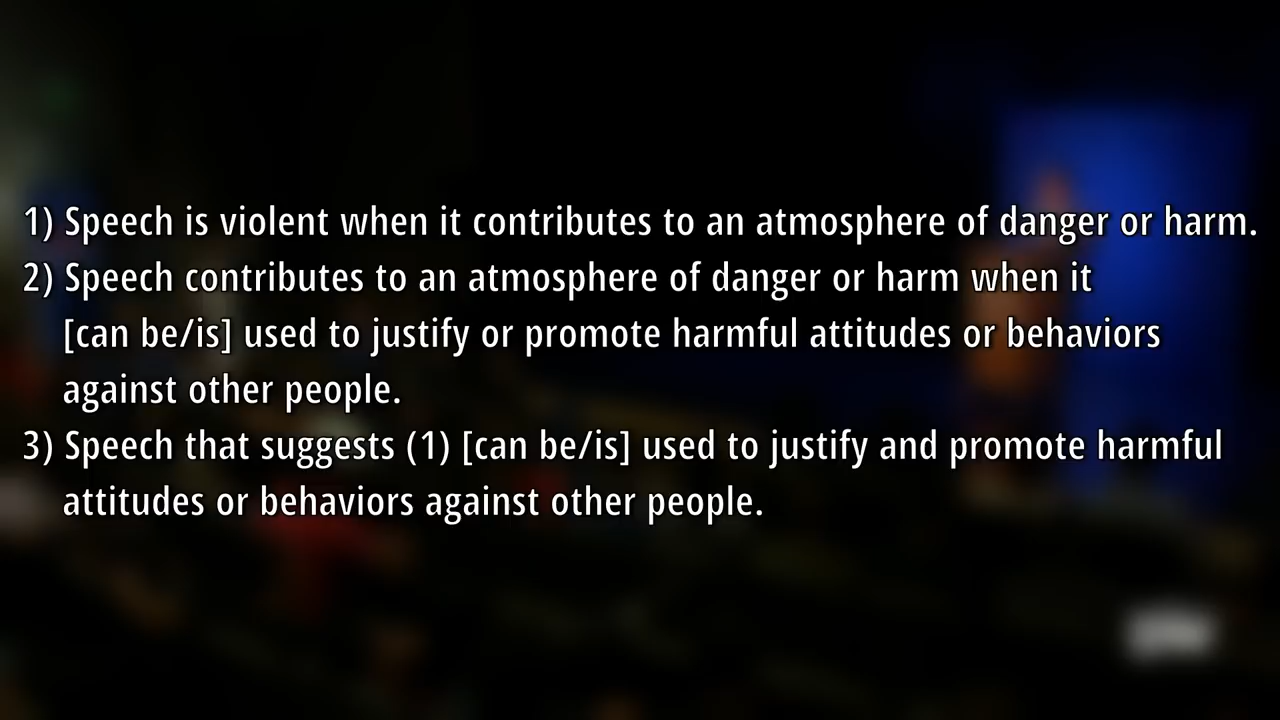 1) Speech is violent when it contributes to an atmosphere of danger or harm.
2) Speech contributes to an atmosphere of danger or harm when it
[can be/is] used to justify or promote harmful attitudes or behaviors
against other people.
3) Speech that suggests (1) [can be/is] used to justify and promote harmful
attitudes or behaviors against other people.